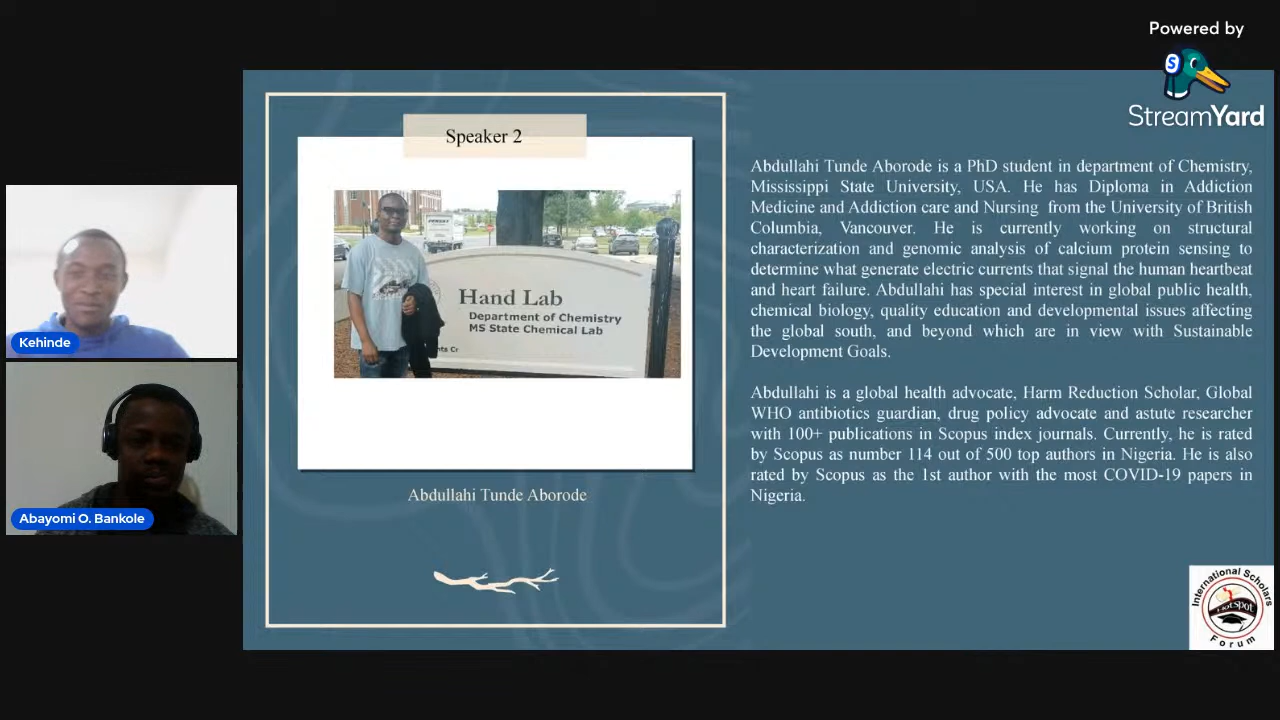 Powered by
StreamYard
Speaker 2
Hand Lab
Department of Chemistry
MS State Chemical Lab
Abdullahi Tunde Aborode
Abdullahi Tunde Aborode is a PhD student in department of Chemistry,
Mississippi State University, USA. He has Diploma in Addiction
Medicine and Addiction care and Nursing from the University of British
Columbia, Vancouver. He is currently working on structural
characterization and genomic analysis of calcium protein sensing to
determine what generate electric currents that signal the human heartbeat
and heart failure. Abdullahi has special interest in global public health,
chemical biology, quality education and developmental issues affecting
the global south, and beyond which are in view with Sustainable
Development Goals.
Abdullahi is a global health advocate, Harm Reduction Scholar, Global
WHO antibiotics guardian, drug policy advocate and astute researcher
with 100+ publications in Scopus index journals. Currently, he is rated
by Scopus as number 114 out of 500 top authors in Nigeria. He is also
rated by Scopus as the 1st author with the most COVID-19 papers in
Nigeria.
Kehinde
Abayomi O. Bankole
International Scholars
HotSpot
Forum